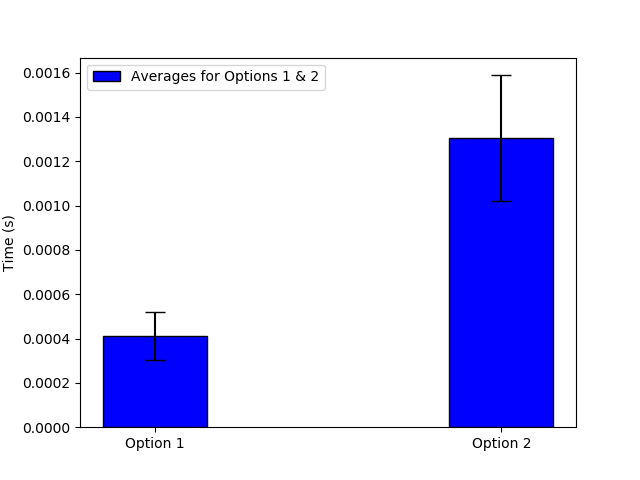 Averages for Options 1 & 2
0.0016
0.0014
0.0012
0.0010
0.0008
0.0006
0.0004
0.0002
0.0000
Time (s)
Option 1
Option 2